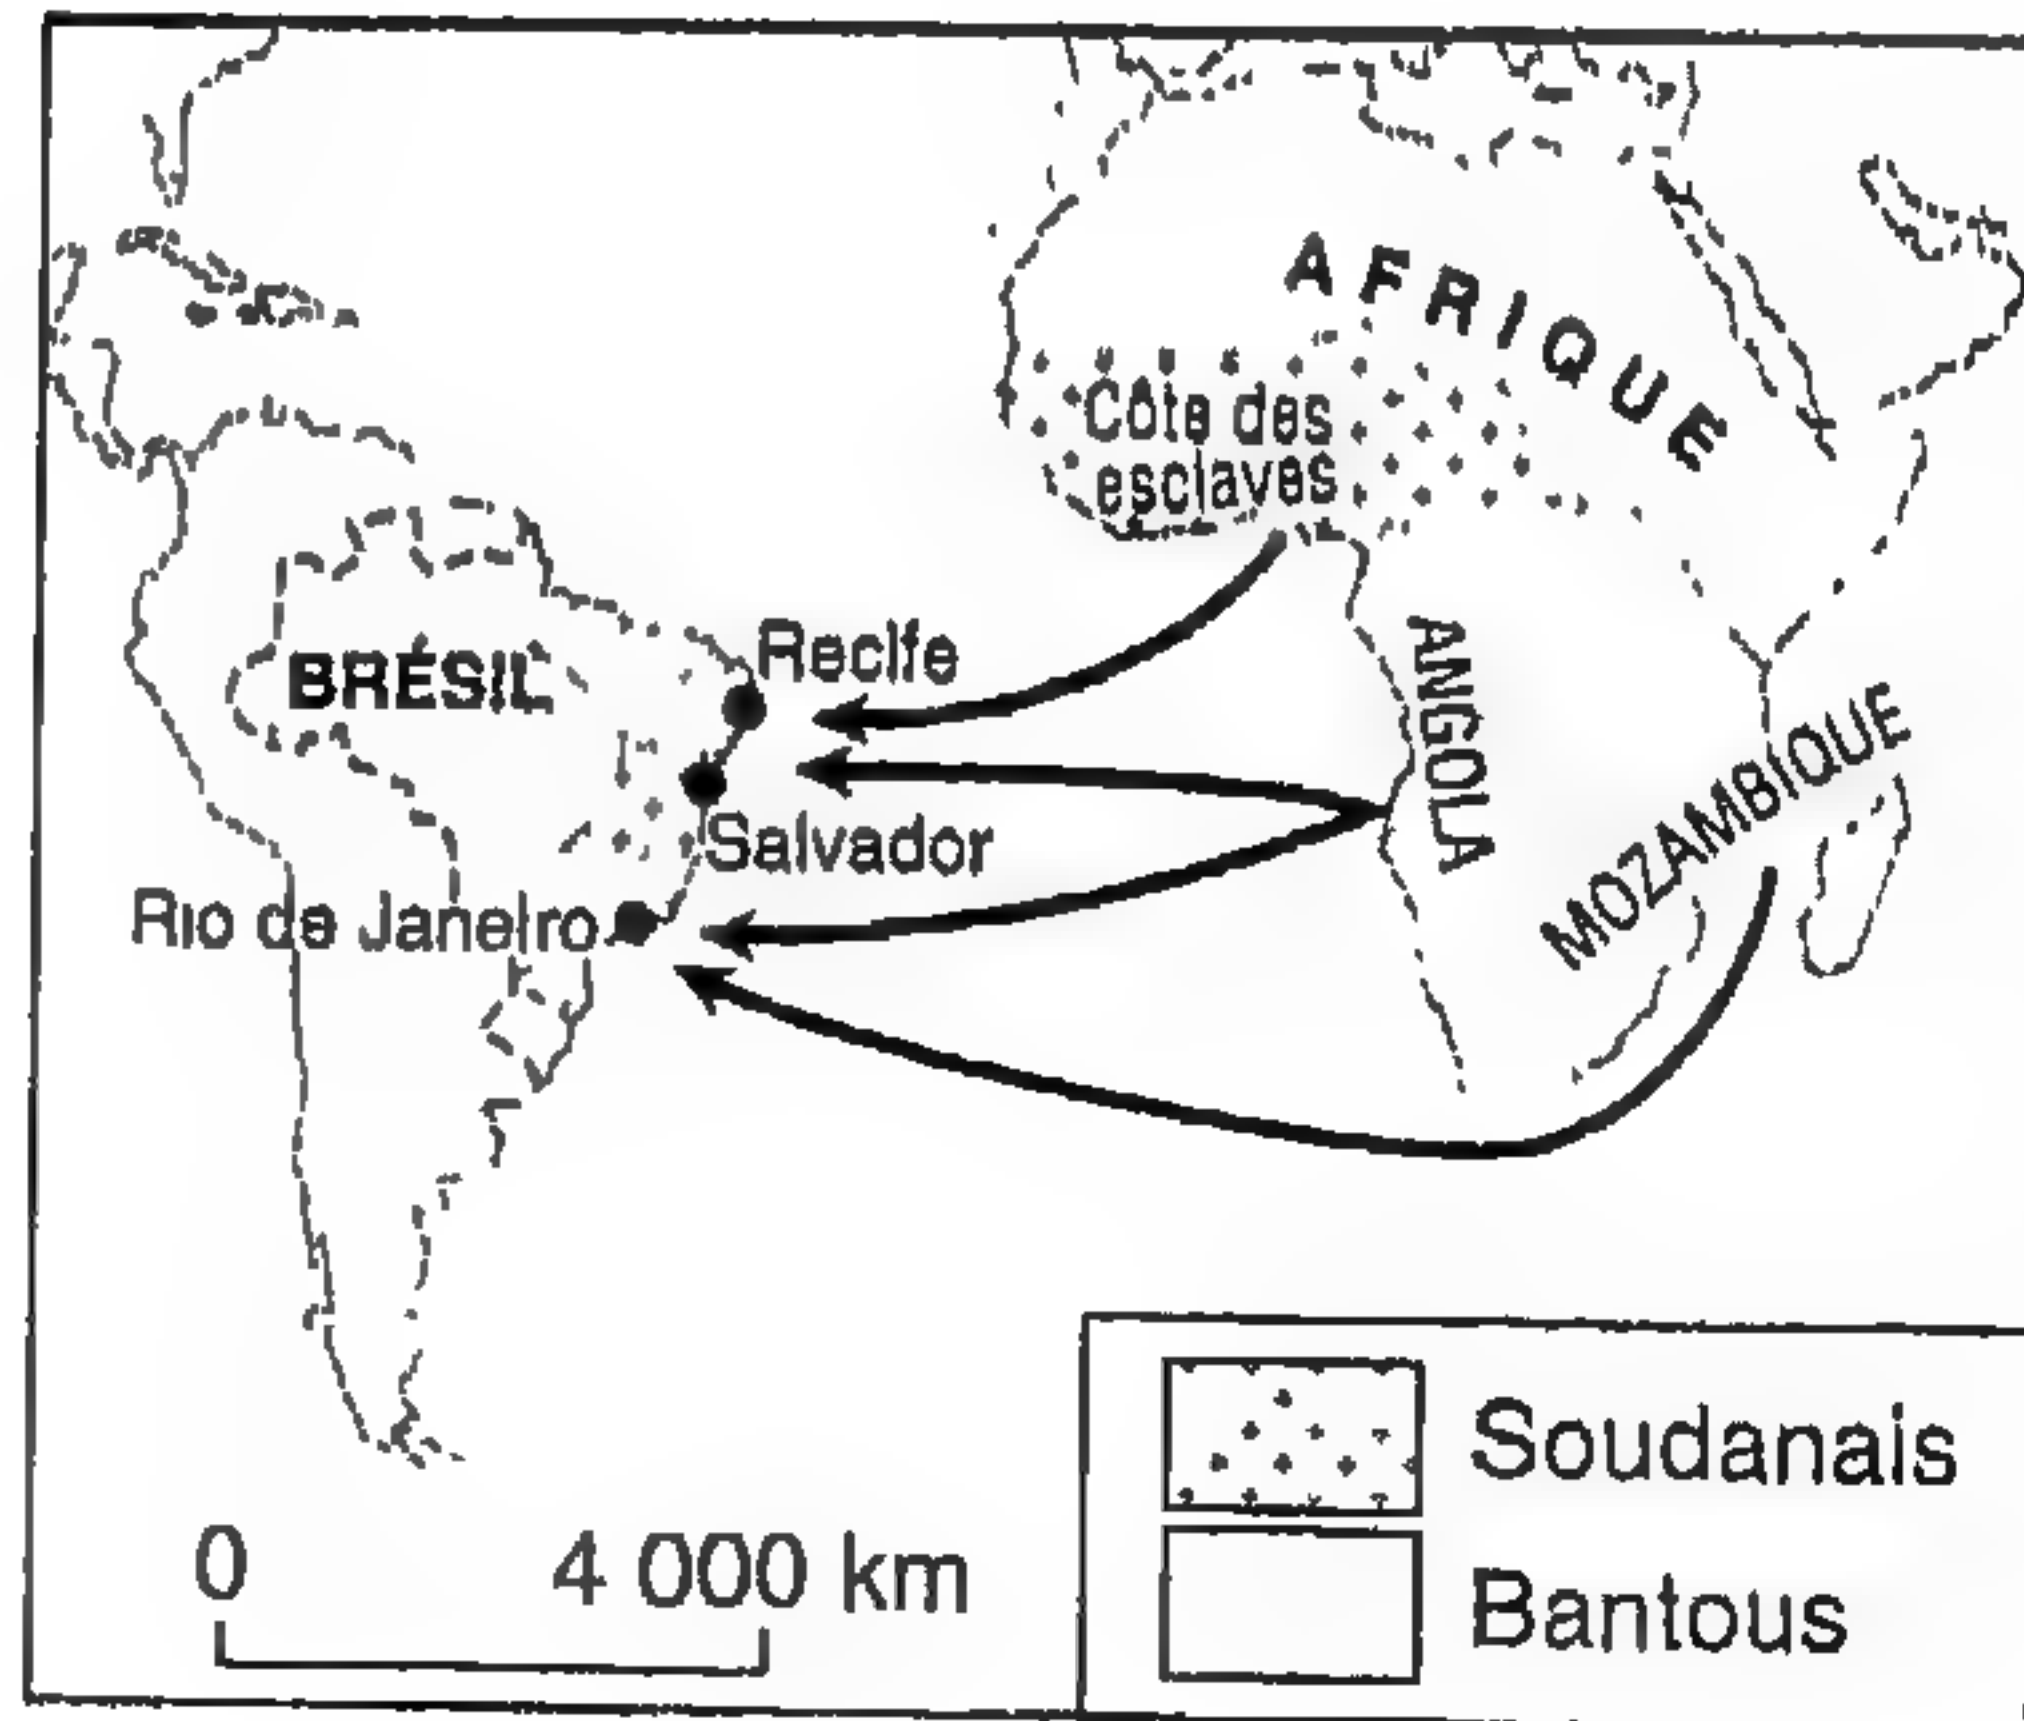 AFRIQUE
Côte des
esclaves
Recife
BRÉSIL
ANGOLA
MOZAMBIQUE
Salvador
Rio de Janeiro
Soudanais
0 4 000 km
Bantous